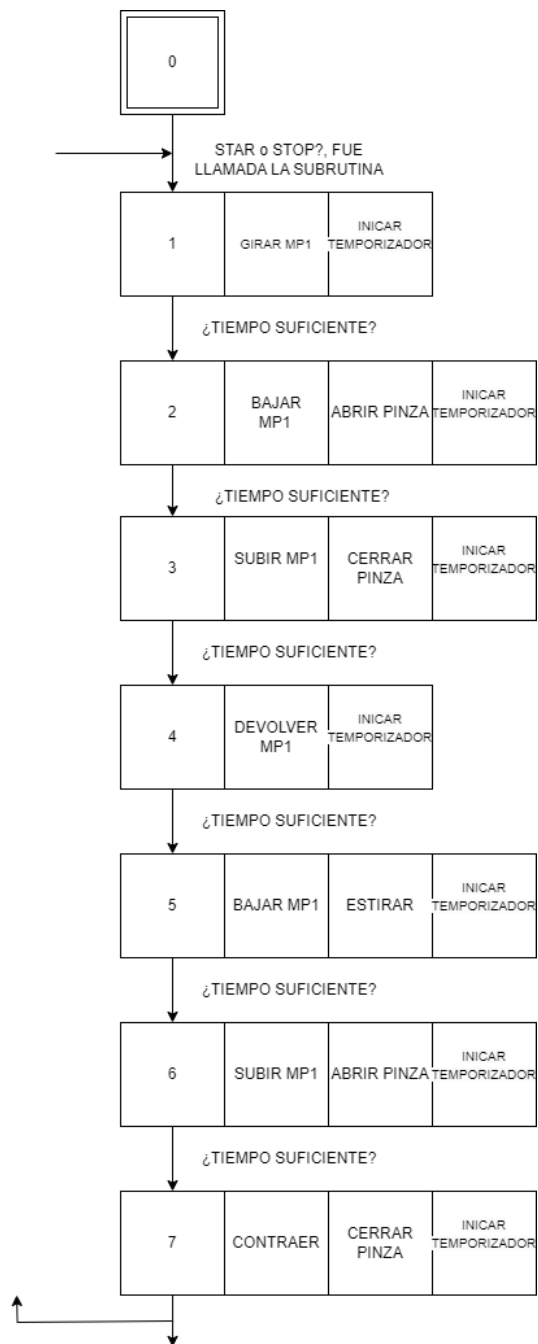 0
STAR o STOP?, FUE
LLAMADA LA SUBRUTINA
1
GIRAR MP1
INICAR
TEMPORIZADOR
¿TIEMPO SUFICIENTE?
2
BAJAR
MP1
ABRIR PINZA
INICAR
TEMPORIZADOR
¿TIEMPO SUFICIENTE?
3
SUBIR MP1
CERRAR
PINZA
INICAR
TEMPORIZADOR
¿TIEMPO SUFICIENTE?
4
DEVOLVER
MP1
INICAR
TEMPORIZADOR
¿TIEMPO SUFICIENTE?
5
BAJAR MP1
ESTIRAR
INICAR
TEMPORIZADOR
¿TIEMPO SUFICIENTE?
6
SUBIR MP1
ABRIR PINZA
INICAR
TEMPORIZADOR
¿TIEMPO SUFICIENTE?
7
CONTRAER
CERRAR
PINZA
INICAR
TEMPORIZADOR